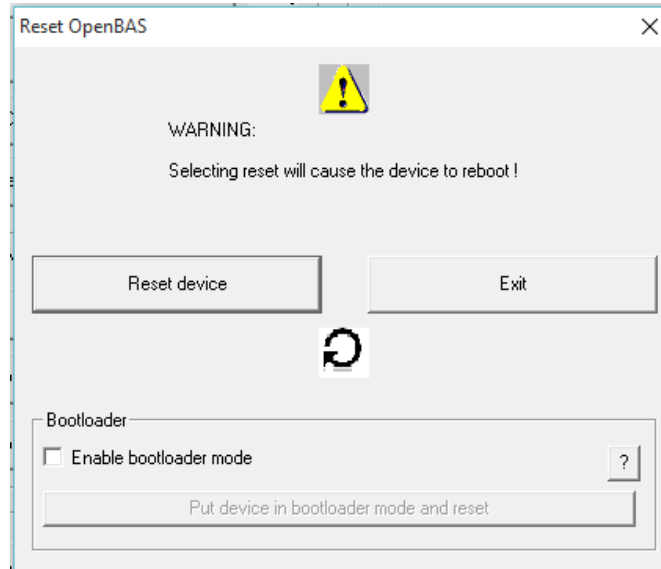 Reset OpenBAS
WARNING:
Selecting reset will cause the device to reboot !
Reset device
Exit
Bootloader
Enable bootloader mode
?
Put device in bootloader mode and reset